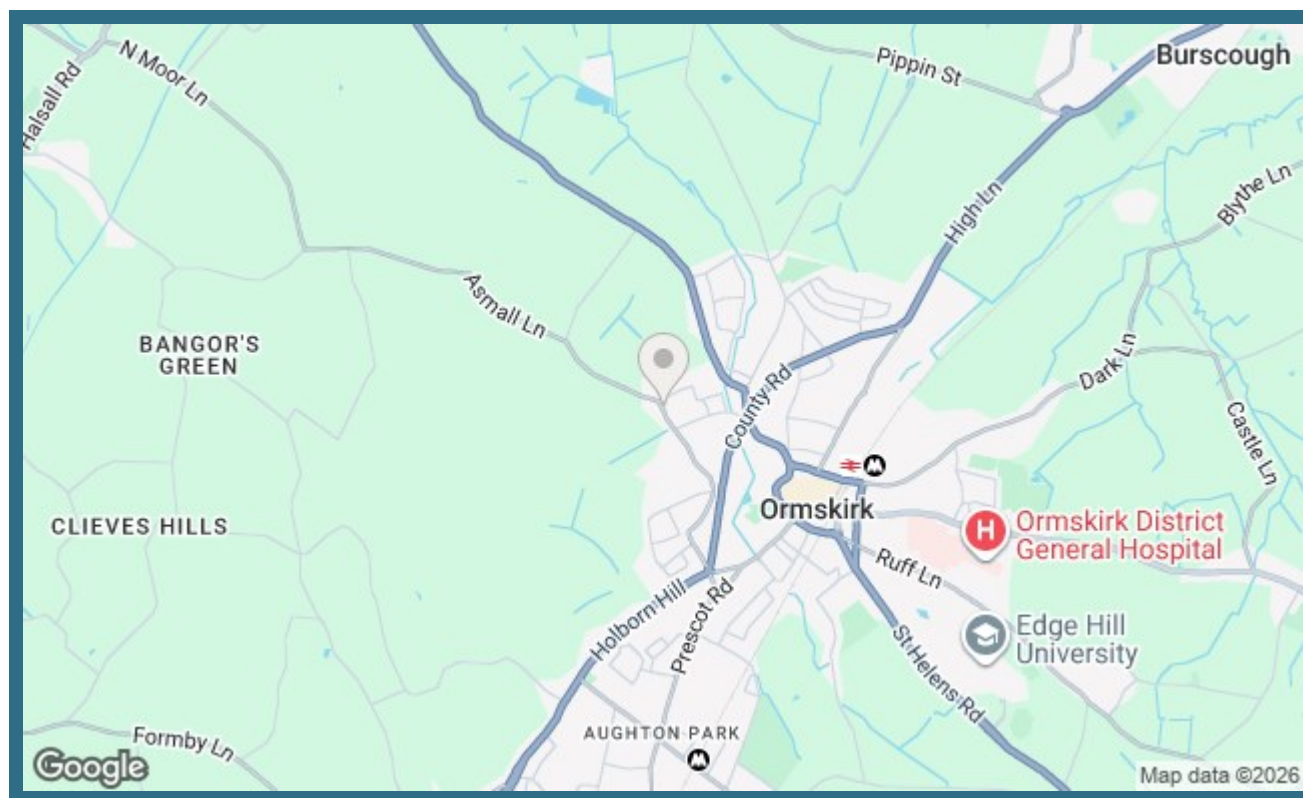 N Moor Ln
Halsall Rd
Pippin St
Burscough
High Ln
Blythe Ln
Asmall Ln
BANGOR'S
GREEN
Dark Ln
County Rd
Castle Ln
Ormskirk
CLIEVES HILLS
H
Ormskirk District
General Hospital
Ruff Ln
Holborn Hill
Prescot Rd
Edge Hill
University
St Helens Rd
AUGHTON PARK
Formby Ln
Google
Map data ©2026